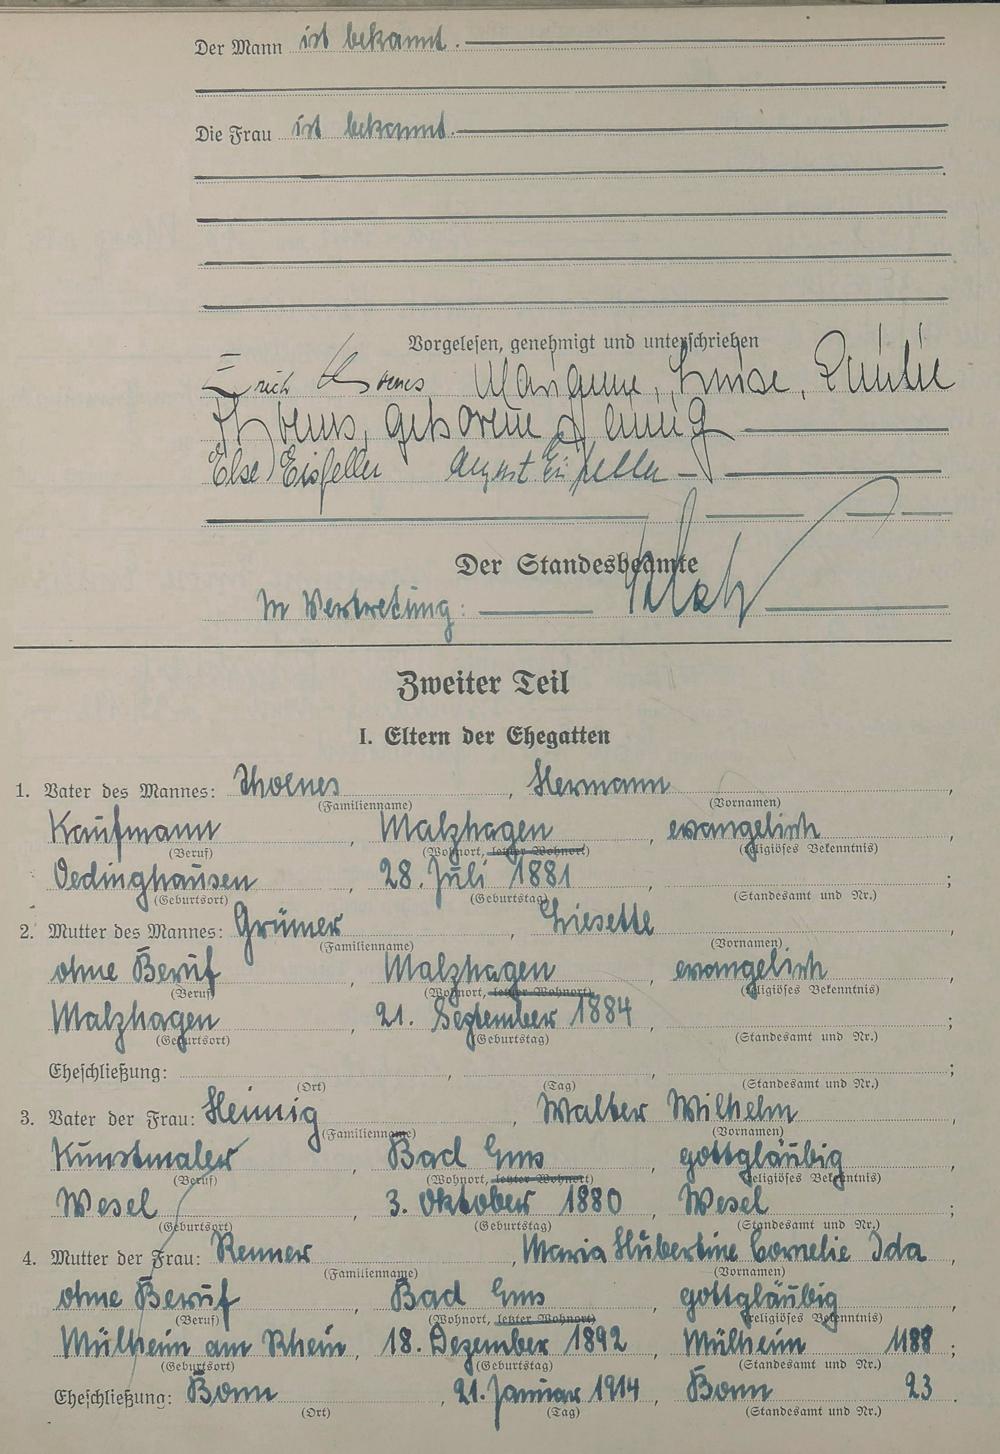 Der Mann ist bekannt.
Die Frau ist bekannt.
Vorgelesen, genehmigt und unterschrieben
Erich Thoenes Marianne, Luise, Emilie
Thoenes, geborene Hennig
Else Eisfeller August Eisfeller
Der Standesbeamte
In Vertretung:
Zweiter Teil
I. Eltern der Ehegatten
1. Vater des Mannes: Thoenes, Hermann,
(Familienname) (Vornamen)
Kaufmann, Malzhagen, evangelisch,
(Beruf) (Wohnort, letzter Wohnort) (religiöses Bekenntnis)
Oedinghausen, 28. Juli 1881, ;
(Geburtsort) (Geburtstag) (Standesamt und Nr.)
2. Mutter des Mannes: Grümer, Liesette,
(Familienname) (Vornamen)
ohne Beruf, Malzhagen, evangelisch,
(Beruf) (Wohnort, letzter Wohnort) (religiöses Bekenntnis)
Malzhagen, 21. September 1884, ;
(Geburtsort) (Geburtstag) (Standesamt und Nr.)
Eheschließung: , , ;
(Ort) (Tag) (Standesamt und Nr.)
3. Vater der Frau: Hennig, Walter Wilhelm,
(Familienname) (Vornamen)
Kunstmaler, Bad Ems, gottgläubig,
(Beruf) (Wohnort, letzter Wohnort) (religiöses Bekenntnis)
Wesel, 3. Oktober 1880, Wesel ;
(Geburtsort) (Geburtstag) (Standesamt und Nr.)
4. Mutter der Frau: Renner, Maria Hubertine Cornelie Ida,
(Familienname) (Vornamen)
ohne Beruf, Bad Ems, gottgläubig,
(Beruf) (Wohnort, letzter Wohnort) (religiöses Bekenntnis)
Mülheim am Rhein, 18. Dezember 1892, Mülheim 1188 ;
(Geburtsort) (Geburtstag) (Standesamt und Nr.)
Eheschließung: Bonn, 21. Januar 1914, Bonn 23.
(Ort) (Tag) (Standesamt und Nr.)